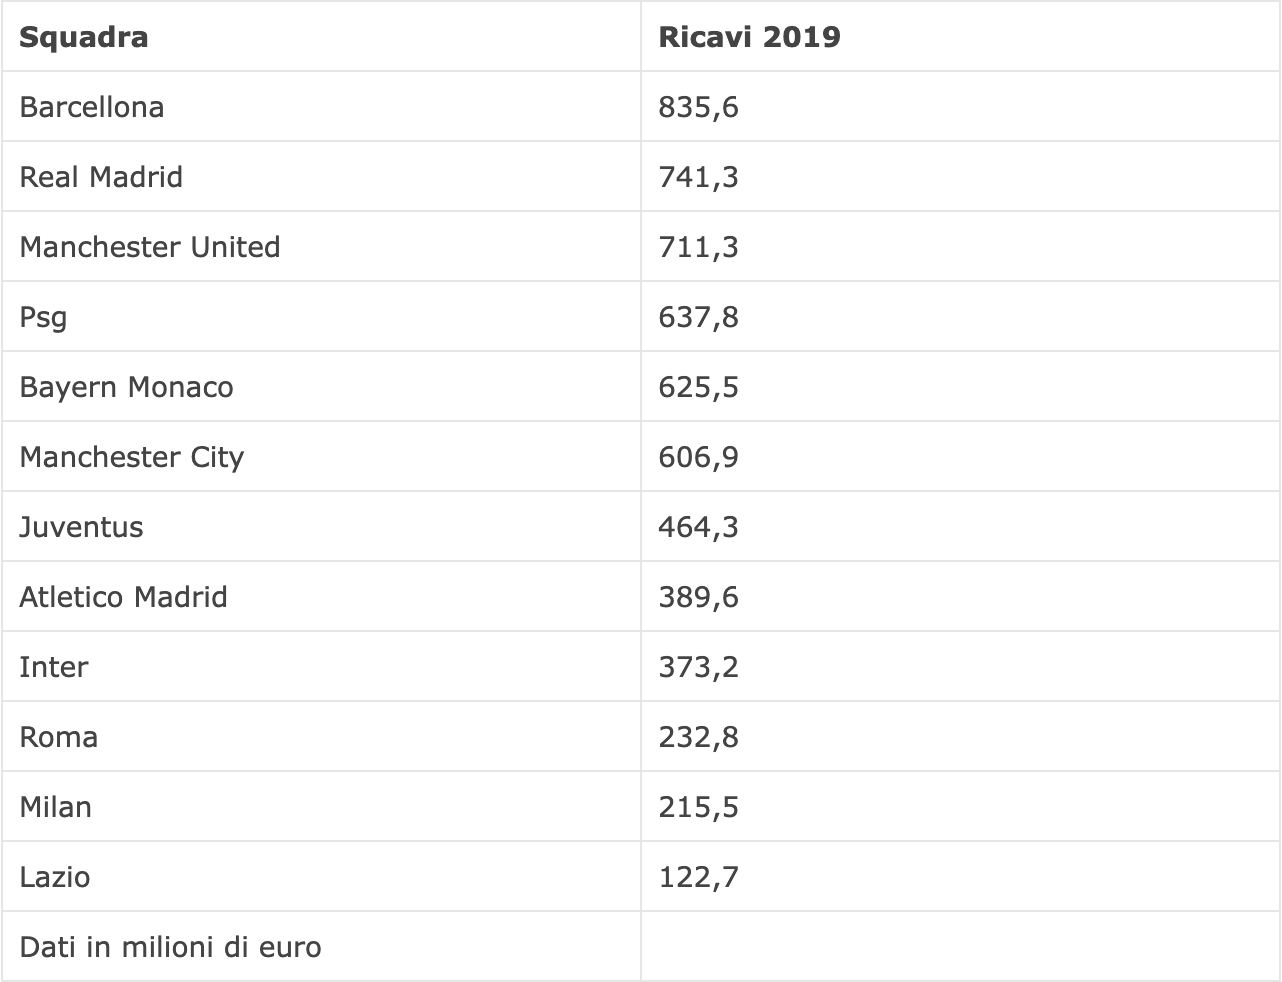 Squadra Ricavi 2019
Barcellona 835,6
Real Madrid 741,3
Manchester United 711,3
Psg 637,8
Bayern Monaco 625,5
Manchester City 606,9
Juventus 464,3
Atletico Madrid 389,6
Inter 373,2
Roma 232,8
Milan 215,5
Lazio 122,7
Dati in milioni di euro